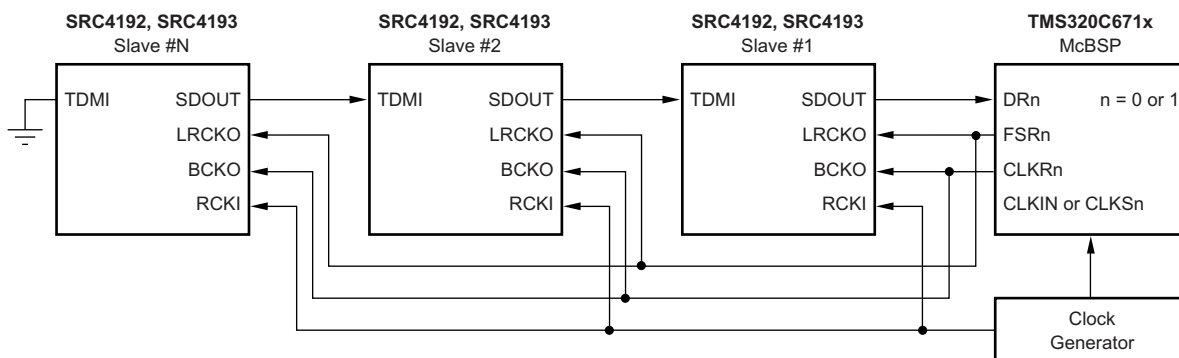 SRC4192, SRC4193
Slave #N
SRC4192, SRC4193
Slave #2
SRC4192, SRC4193
Slave #1
TMS320C671x
McBSP
TDMI
SDOUT
LRCKO
BCKO
RCKI
TDMI
SDOUT
LRCKO
BCKO
RCKI
TDMI
SDOUT
LRCKO
BCKO
RCKI
DRn
n = 0 or 1
FSRn
CLKRn
CLKIN or CLKSn
Clock
Generator